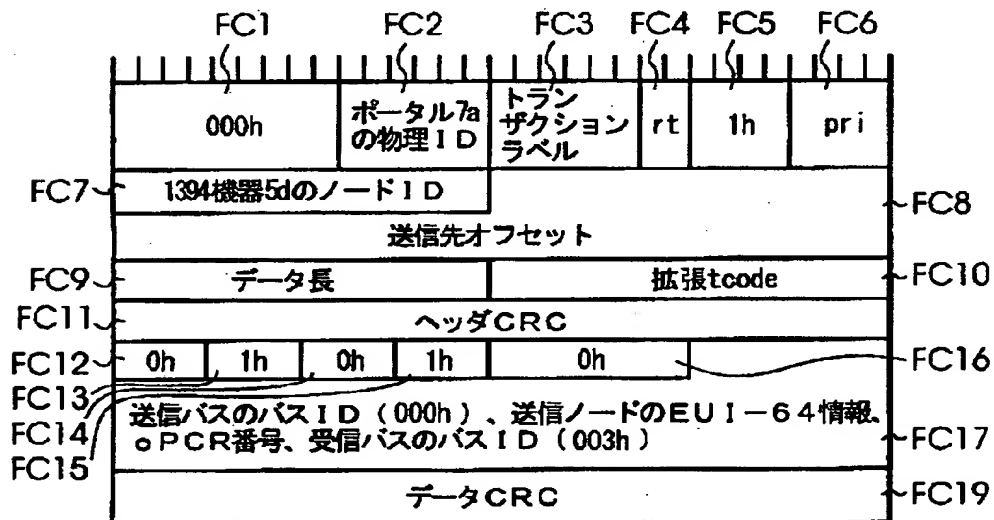 FC1 FC2 FC3 FC4 FC5 FC6
000h
ポータル7a
の物理ID
トラン
ザクション
ラベル
rt
1h
pri
FC7
1394機器5dのノードID
FC8
送信先オフセット
FC9
データ長
拡張tcode
FC10
FC11
ヘッダCRC
FC12
0h 1h 0h 1h 0h
FC16
FC13
FC14
FC15
送信バスのバスID(000h)、送信ノードのEUI-64情報、
oPCR番号、受信バスのバスID(003h)
FC17
データCRC
FC19